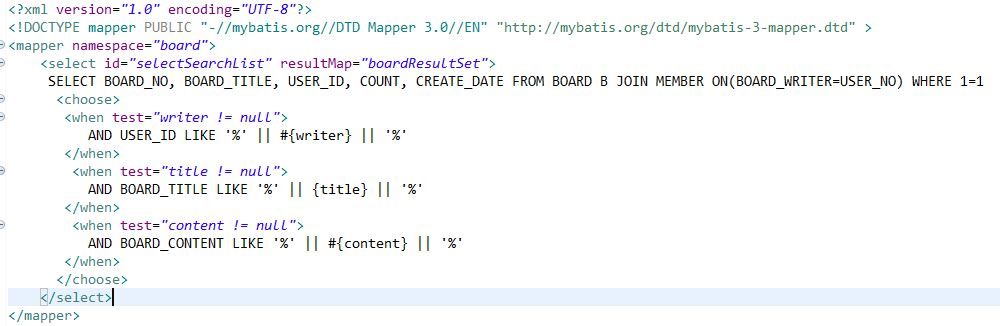 <?xml version="1.0" encoding="UTF-8"?>
<!DOCTYPE mapper PUBLIC "-//mybatis.org//DTD Mapper 3.0//EN" "http://mybatis.org/dtd/mybatis-3-mapper.dtd" >
<mapper namespace="board">
    <select id="selectSearchList" resultMap="boardResultSet">
     SELECT BOARD_NO, BOARD_TITLE, USER_ID, COUNT, CREATE_DATE FROM BOARD B JOIN MEMBER ON(BOARD_WRITER=USER_NO) WHERE 1=1
      <choose>
       <when test="writer != null">
          AND USER_ID LIKE '%' || #{writer} || '%'
       </when>
        <when test="title != null">
          AND BOARD_TITLE LIKE '%' || {title} || '%'
       </when>
        <when test="content != null">
          AND BOARD_CONTENT LIKE '%' || #{content} || '%'
       </when>
      </choose>
    </select>
</mapper>